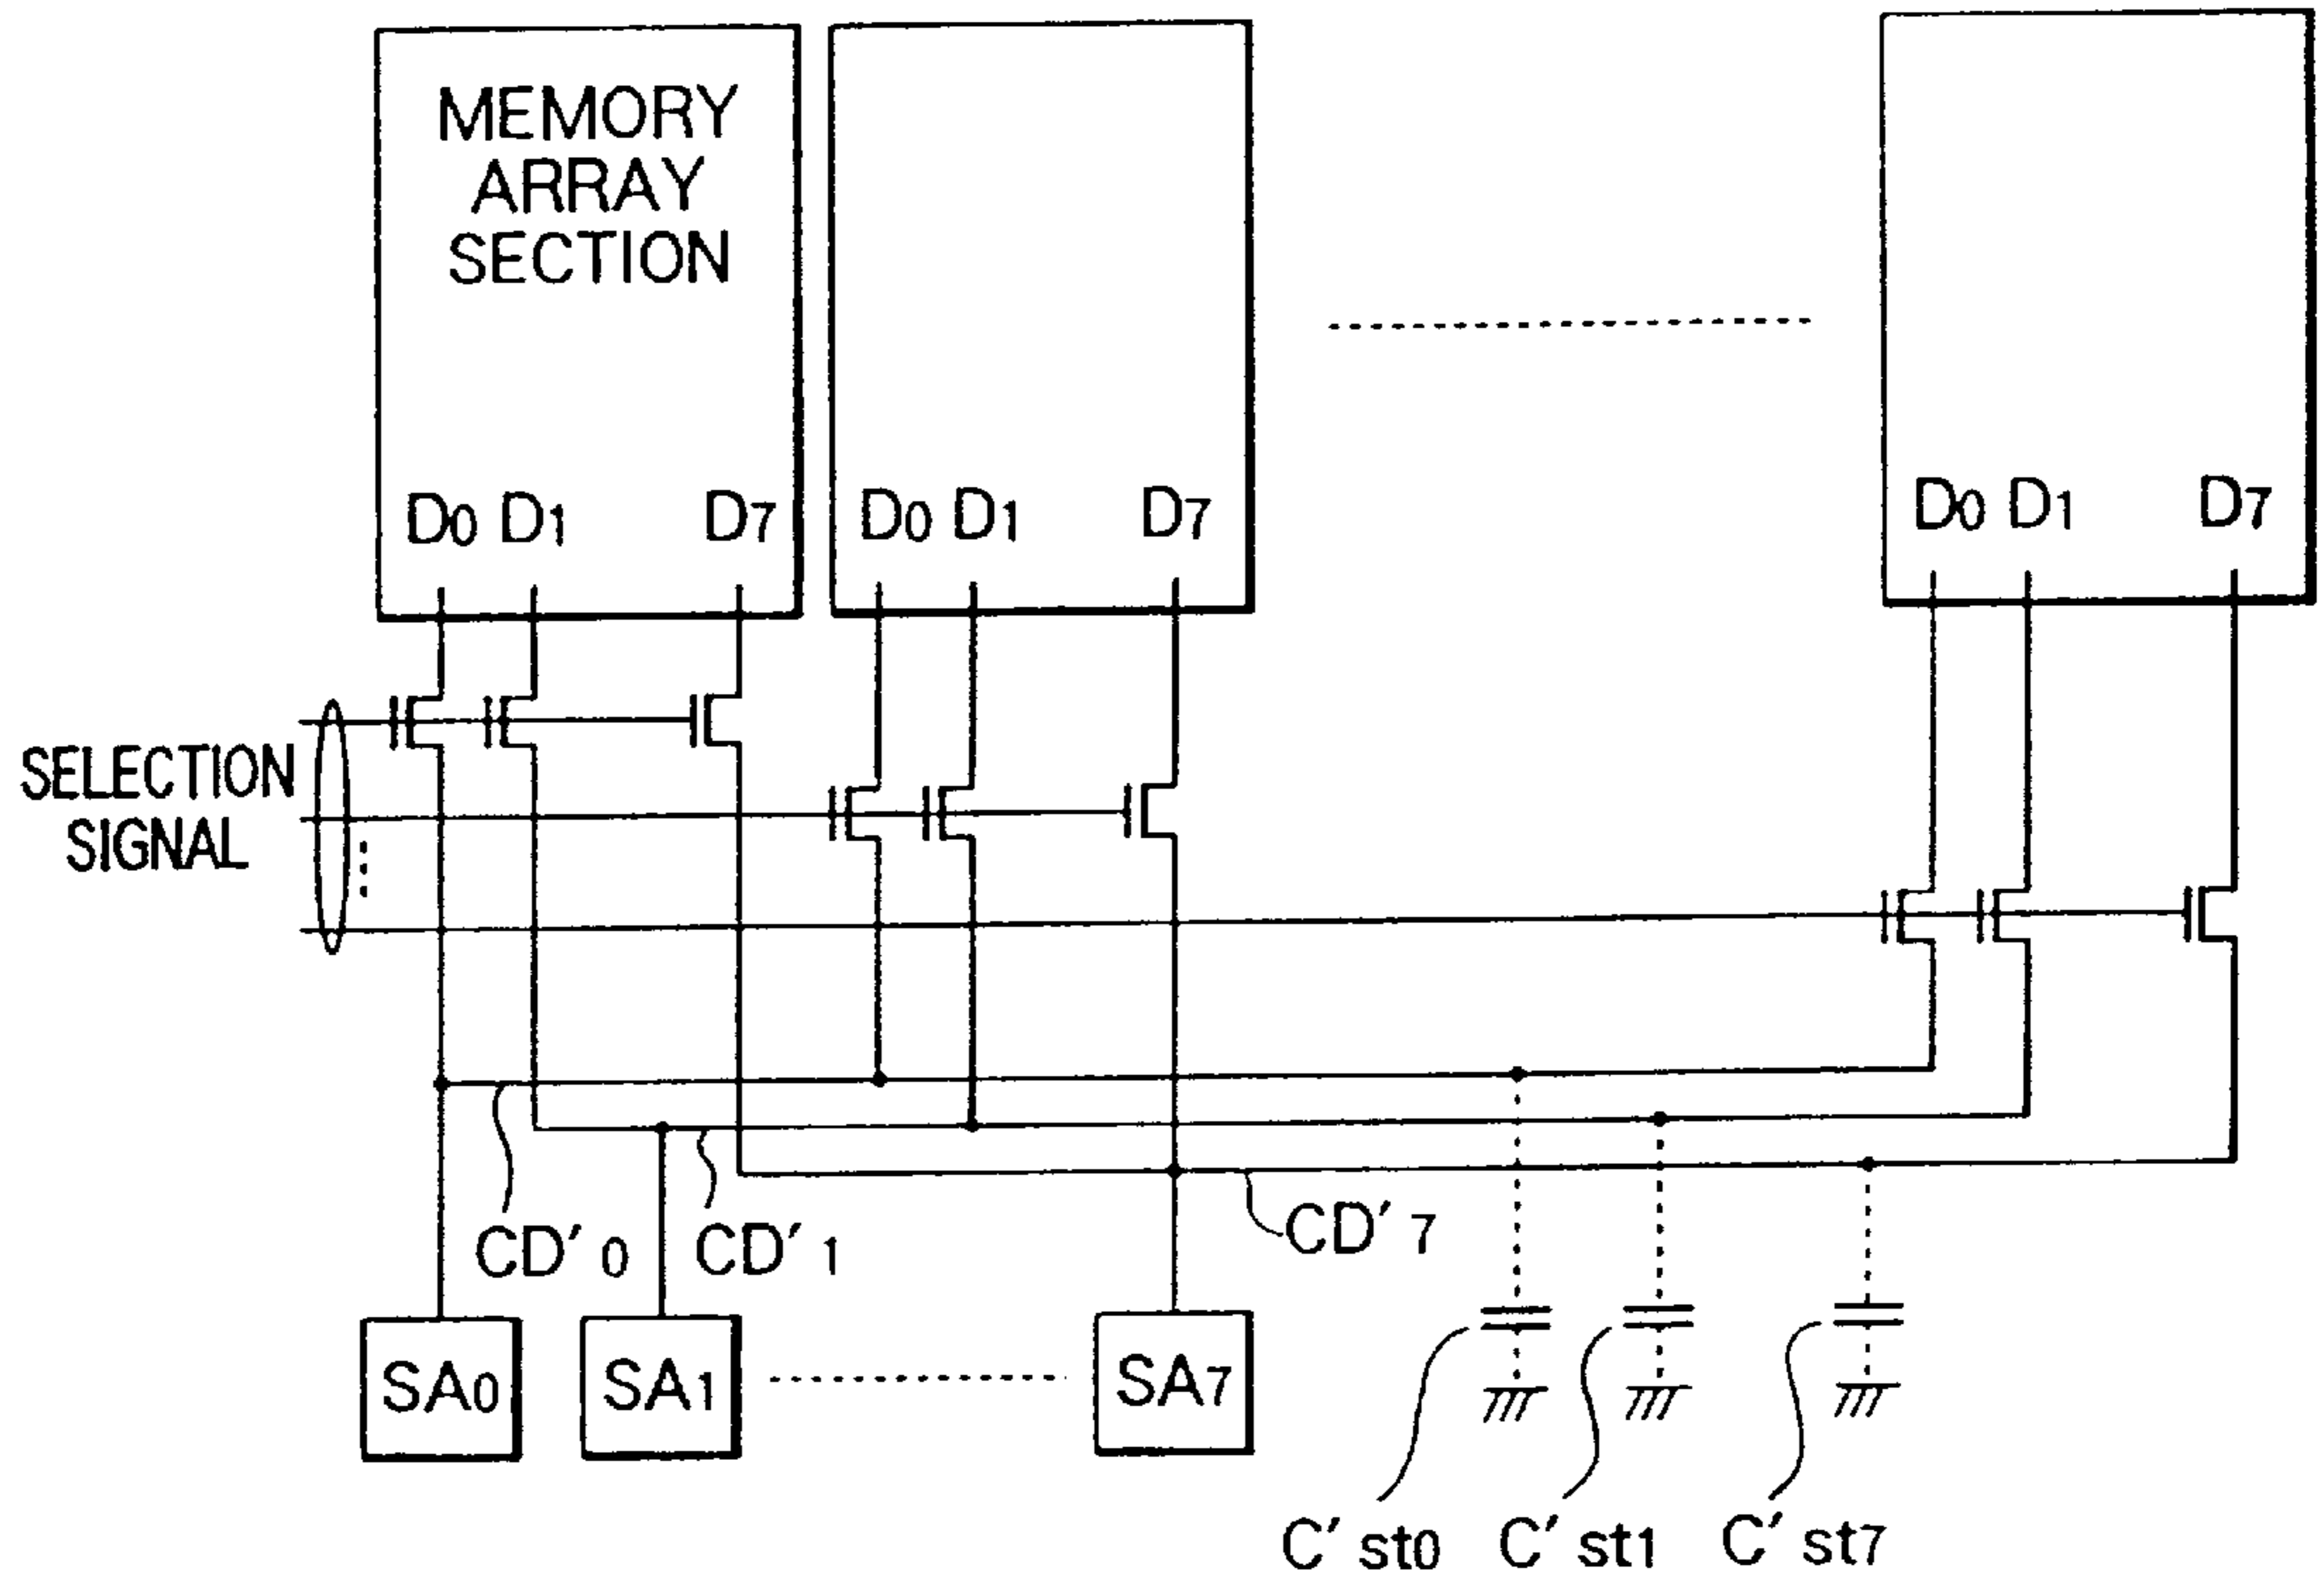 MEMORY
ARRAY
SECTION
D0 D1 D7
D0 D1 D7
D0 D1 D7
SELECTION
SIGNAL
CD'0
CD'1
CD'7
SA0
SA1
SA7
C'st0
C'st1
C'st7